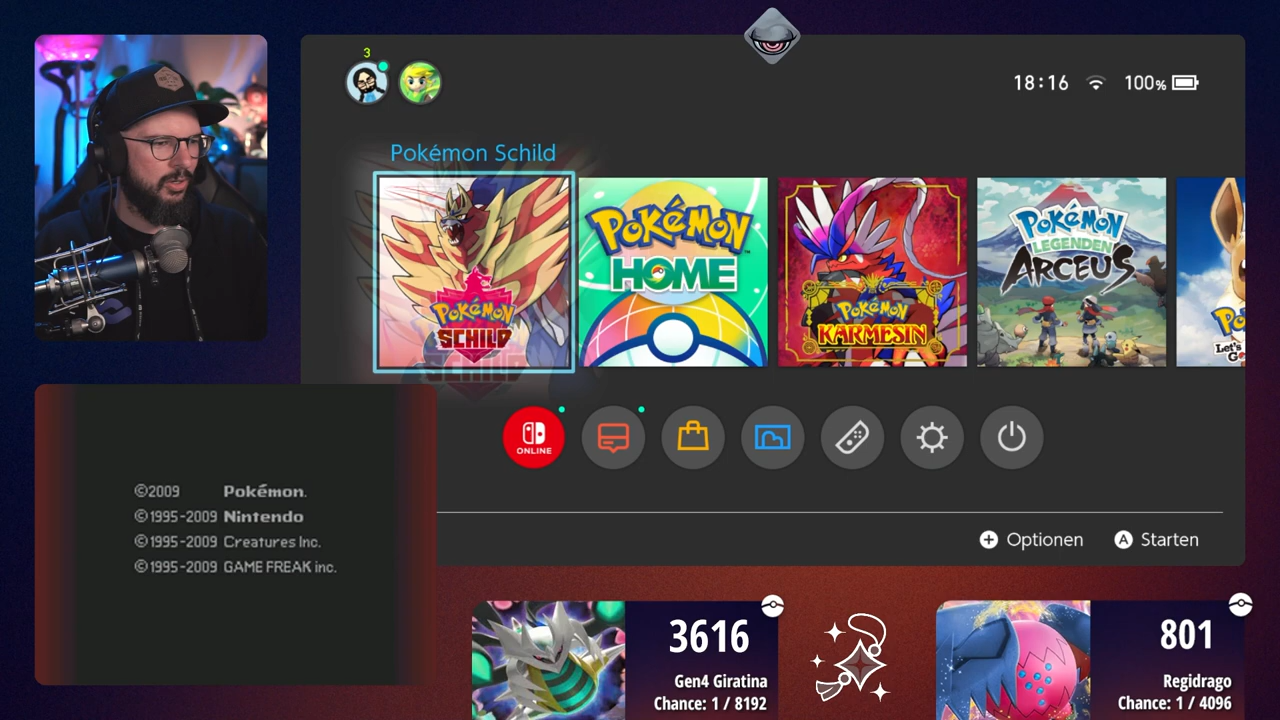 3
18:16 100%
Pokémon Schild
POKÉMON SCHILD
POKÉMON HOME
POKÉMON KARMESIN
POKÉMON LEGENDEN ARCEUS
Let's Go
ONLINE
©2009 Pokémon.
©1995-2009 Nintendo
©1995-2009 Creatures Inc.
©1995-2009 GAME FREAK inc.
+ Optionen A Starten
3616
Gen4 Giratina
Chance: 1 / 8192
801
Regidrago
Chance: 1 / 4096